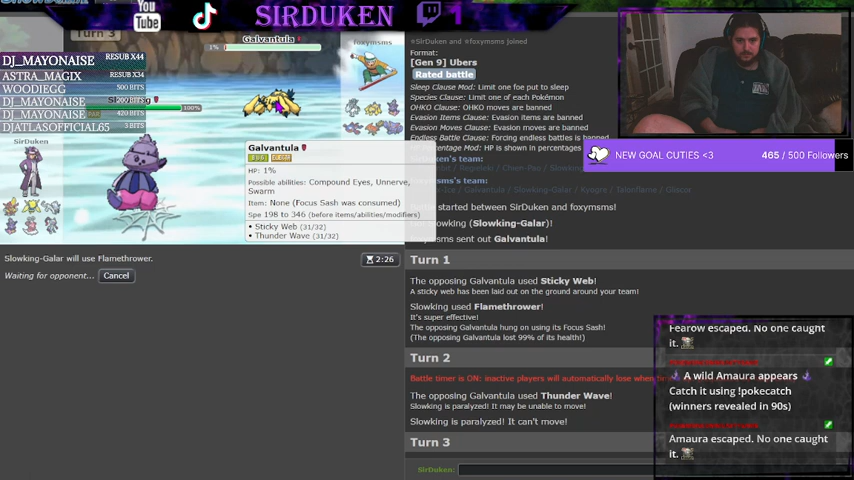 You
Tube
SIRDUKEN
Turn 3
DJ_MAYONAISE RESUB X44
ASTRA_MAGIX RESUB X34
WOODIEGG 500 BITS
DJ_MAYONAISE 200 BITS
DJ_MAYONAISE 420 BITS
DJATLASOFFICIAL65 3 BITS
100%
SirDuken
Galvantula
1%
foxymsms
Galvantula
HP: 1%
Possible abilities: Compound Eyes, Unnerve,
Swarm
Item: None (Focus Sash was consumed)
Spe 198 to 346 (before items/abilities/modifiers)
• Sticky Web (31/32)
• Thunder Wave (31/32)
Slowking-Galar will use Flamethrower.
Waiting for opponent... Cancel
2:26
SirDuken and foxymsms joined
Format:
[Gen 9] Ubers
Rated battle
Sleep Clause Mod: Limit one foe put to sleep
Species Clause: Limit one of each Pokémon
OHKO Clause: OHKO moves are banned
Evasion Items Clause: Evasion items are banned
Evasion Moves Clause: Evasion moves are banned
Endless Battle Clause: Forcing endless battles is banned
Percentage Mod: HP is shown in percentages
team:
team:
/ Galvantula / Slowking-Galar / Kyogre /
started between SirDuken and foxymsms!
(Slowking-Galar)!
sent out Galvantula!
Turn 1
The opposing Galvantula used Sticky Web!
A sticky web has been laid out on the ground around your team!
Slowking used Flamethrower!
It's super effective!
The opposing Galvantula hung on using its Focus Sash!
(The opposing Galvantula lost 99% of its health!)
Turn 2
Battle timer is ON: inactive players will automatically lose when
The opposing Galvantula used Thunder Wave!
Slowking is paralyzed! It may be unable to move!
Slowking is paralyzed! It can't move!
Turn 3
SirDuken:
NEW GOAL CUTIES <3 465 / 500 Followers
Fearow escaped. No one caught
it.
A wild Amaura appears
Catch it using !pokecatch
(winners revealed in 90s)
Amaura escaped. No one caught
it.